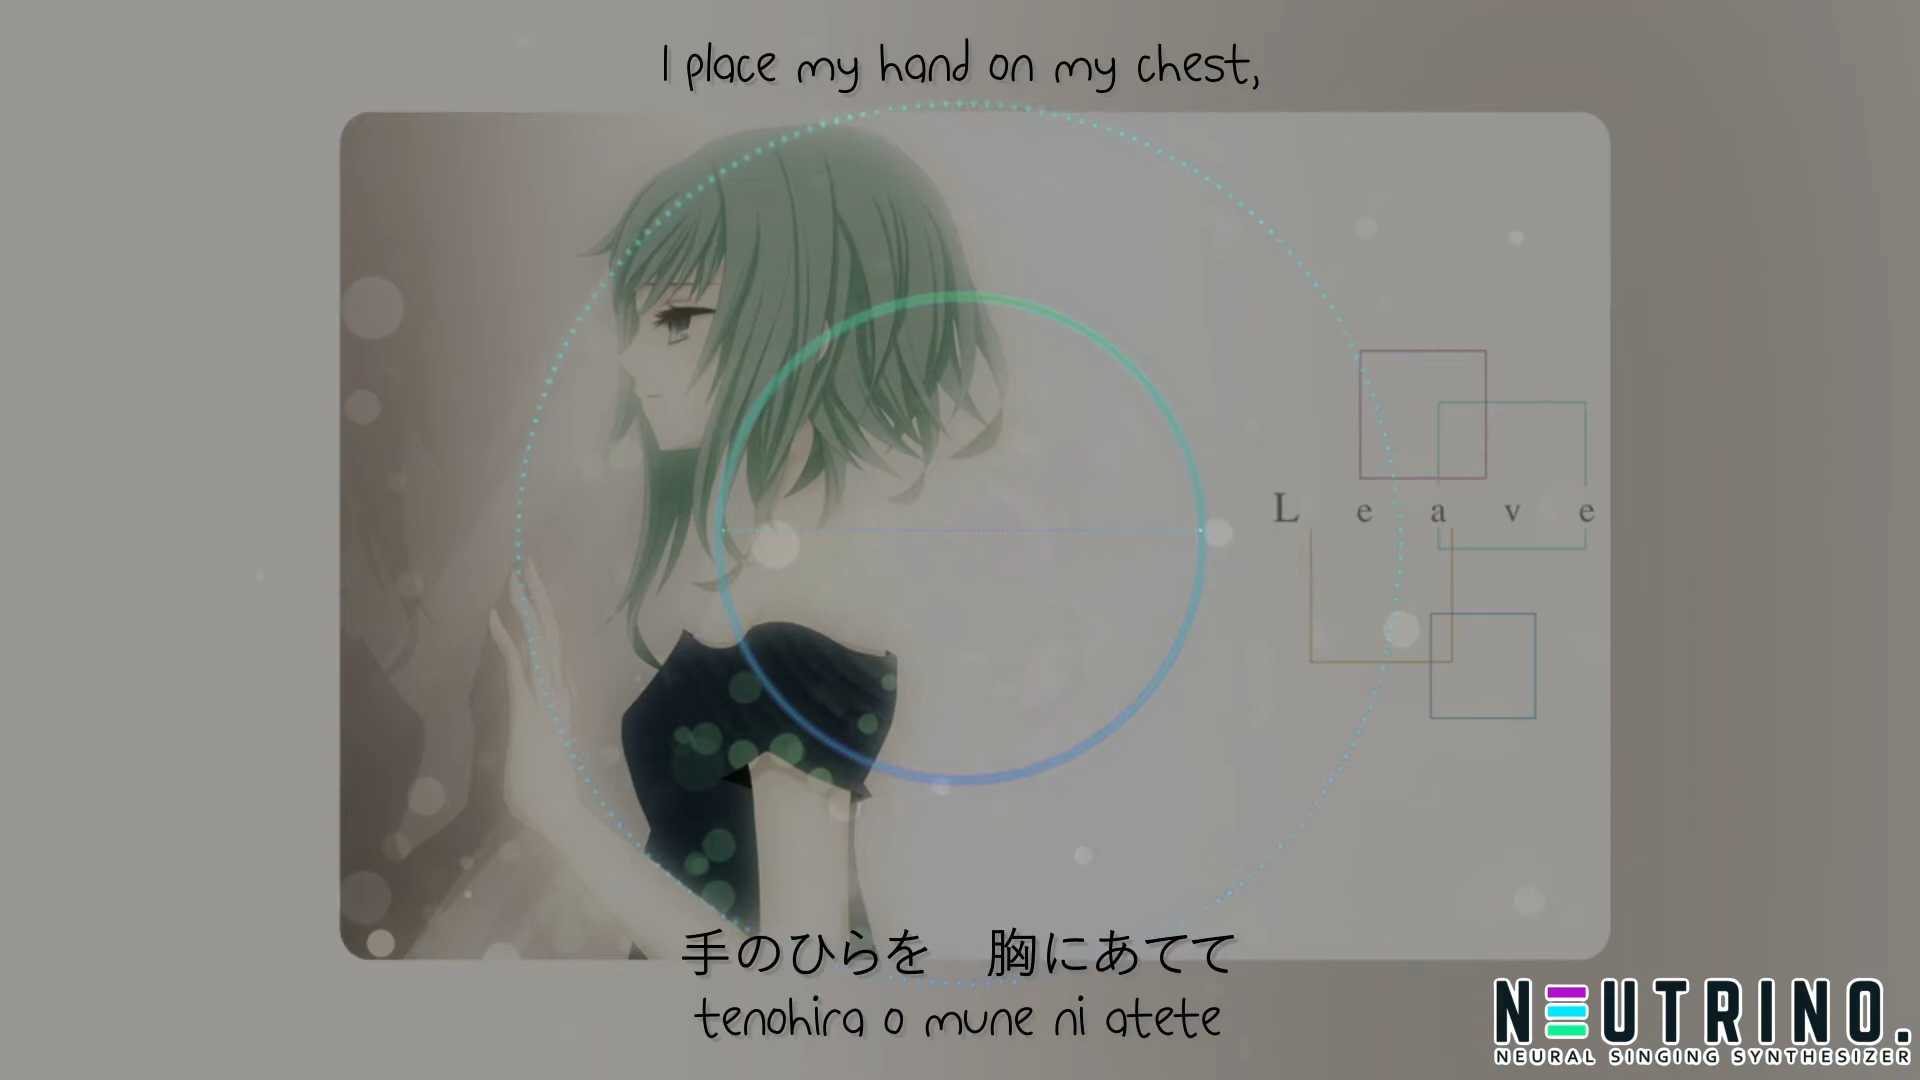 I place my hand on my chest,
L e a v e
手のひらを　胸にあてて
tenohira o mune ni atete
NEUTRINO.
NEURAL SINGING SYNTHESIZER